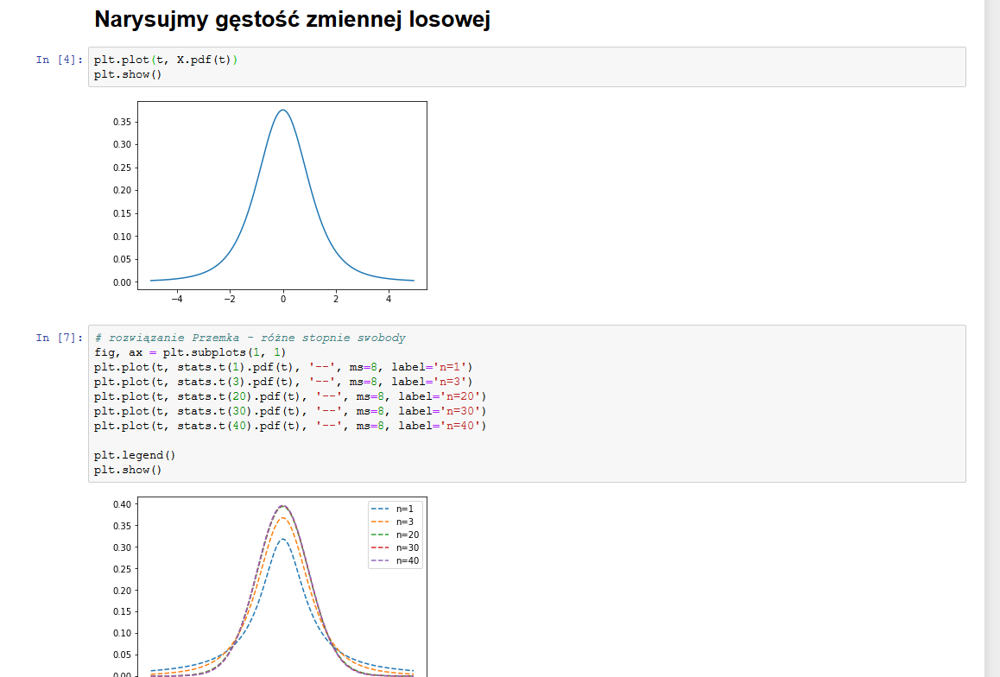 Narysujmy gęstość zmiennej losowej
In [4]:
plt.plot(t, X.pdf(t))
plt.show()
0.35
0.30
0.25
0.20
0.15
0.10
0.05
0.00
−4 −2 0 2 4
In [7]:
# rozwiązanie Przemka - różne stopnie swobody
fig, ax = plt.subplots(1, 1)
plt.plot(t, stats.t(1).pdf(t), '--', ms=8, label='n=1')
plt.plot(t, stats.t(3).pdf(t), '--', ms=8, label='n=3')
plt.plot(t, stats.t(20).pdf(t), '--', ms=8, label='n=20')
plt.plot(t, stats.t(30).pdf(t), '--', ms=8, label='n=30')
plt.plot(t, stats.t(40).pdf(t), '--', ms=8, label='n=40')
plt.legend()
plt.show()
0.40
0.35
0.30
0.25
0.20
0.15
0.10
0.05
0.00
n=1
n=3
n=20
n=30
n=40